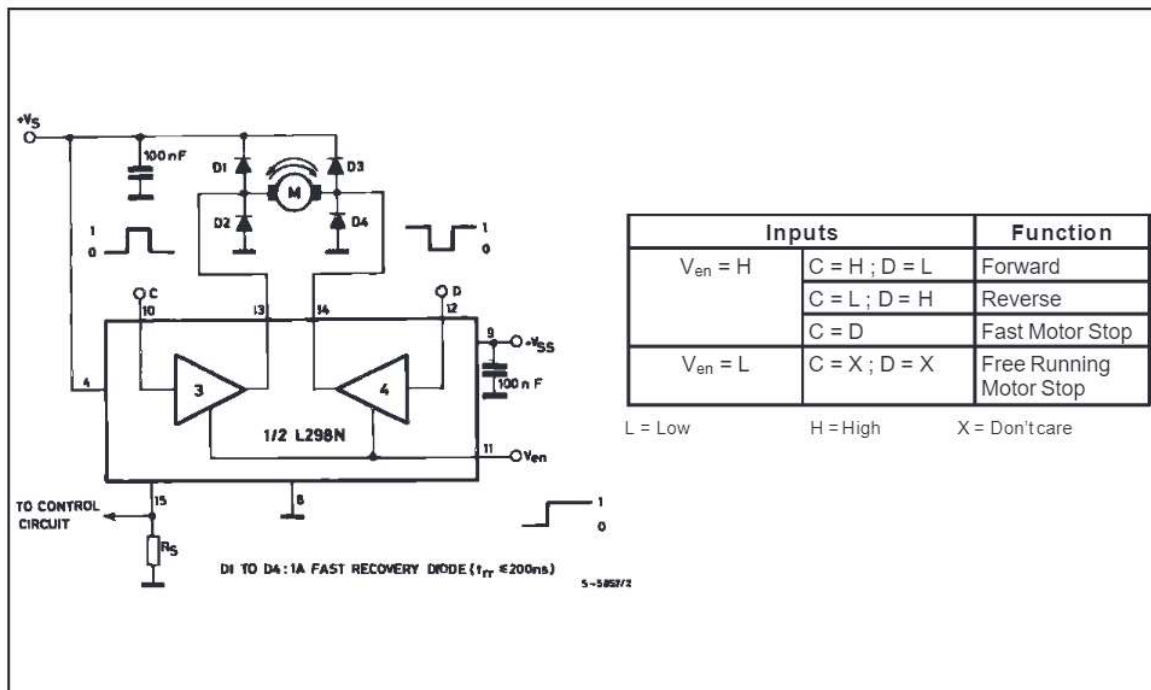 +VS
100nF
D1
D3
M
D2
D4
1
0
1
0
C
D
10
13
14
12
9
+VSS
4
3
4
100nF
1/2 L298N
11
Ven
15
8
TO CONTROL
CIRCUIT
RS
1
0
D1 TO D4: 1A FAST RECOVERY DIODE (trr ≤ 200ns)
S-5857/2
Inputs Function
Ven = H C = H ; D = L Forward
C = L ; D = H Reverse
C = D Fast Motor Stop
Ven = L C = X ; D = X Free Running
Motor Stop
L = Low H = High X = Don't care